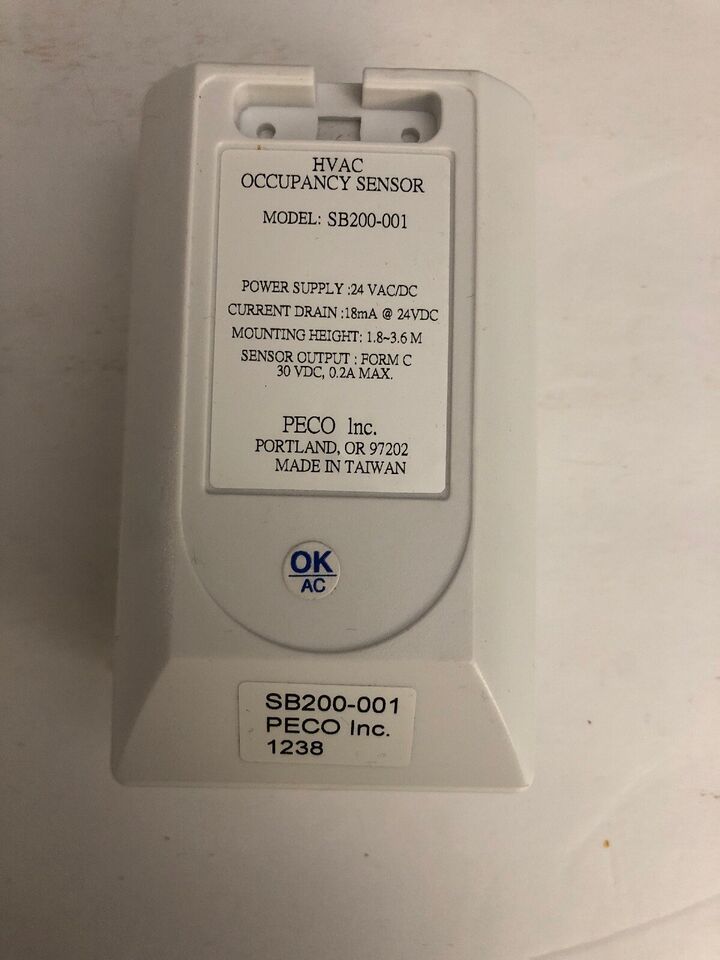 HVAC
OCCUPANCY SENSOR
MODEL: SB200-001
POWER SUPPLY :24 VAC/DC
CURRENT DRAIN :18mA @ 24VDC
MOUNTING HEIGHT: 1.8~3.6 M
SENSOR OUTPUT : FORM C
30 VDC, 0.2A MAX.
PECO lnc.
PORTLAND, OR 97202
MADE IN TAIWAN
OK
AC
SB200-001
PECO Inc.
1238